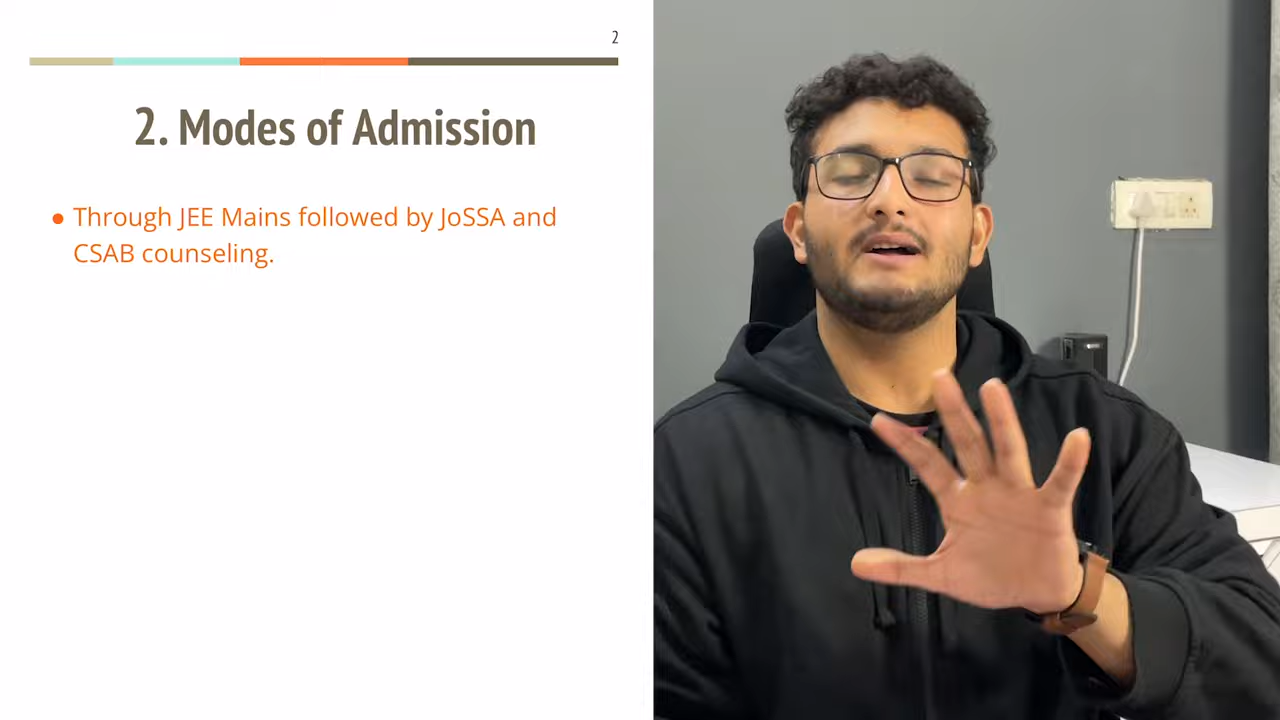 2
2. Modes of Admission
● Through JEE Mains followed by JoSSA and
CSAB counseling.